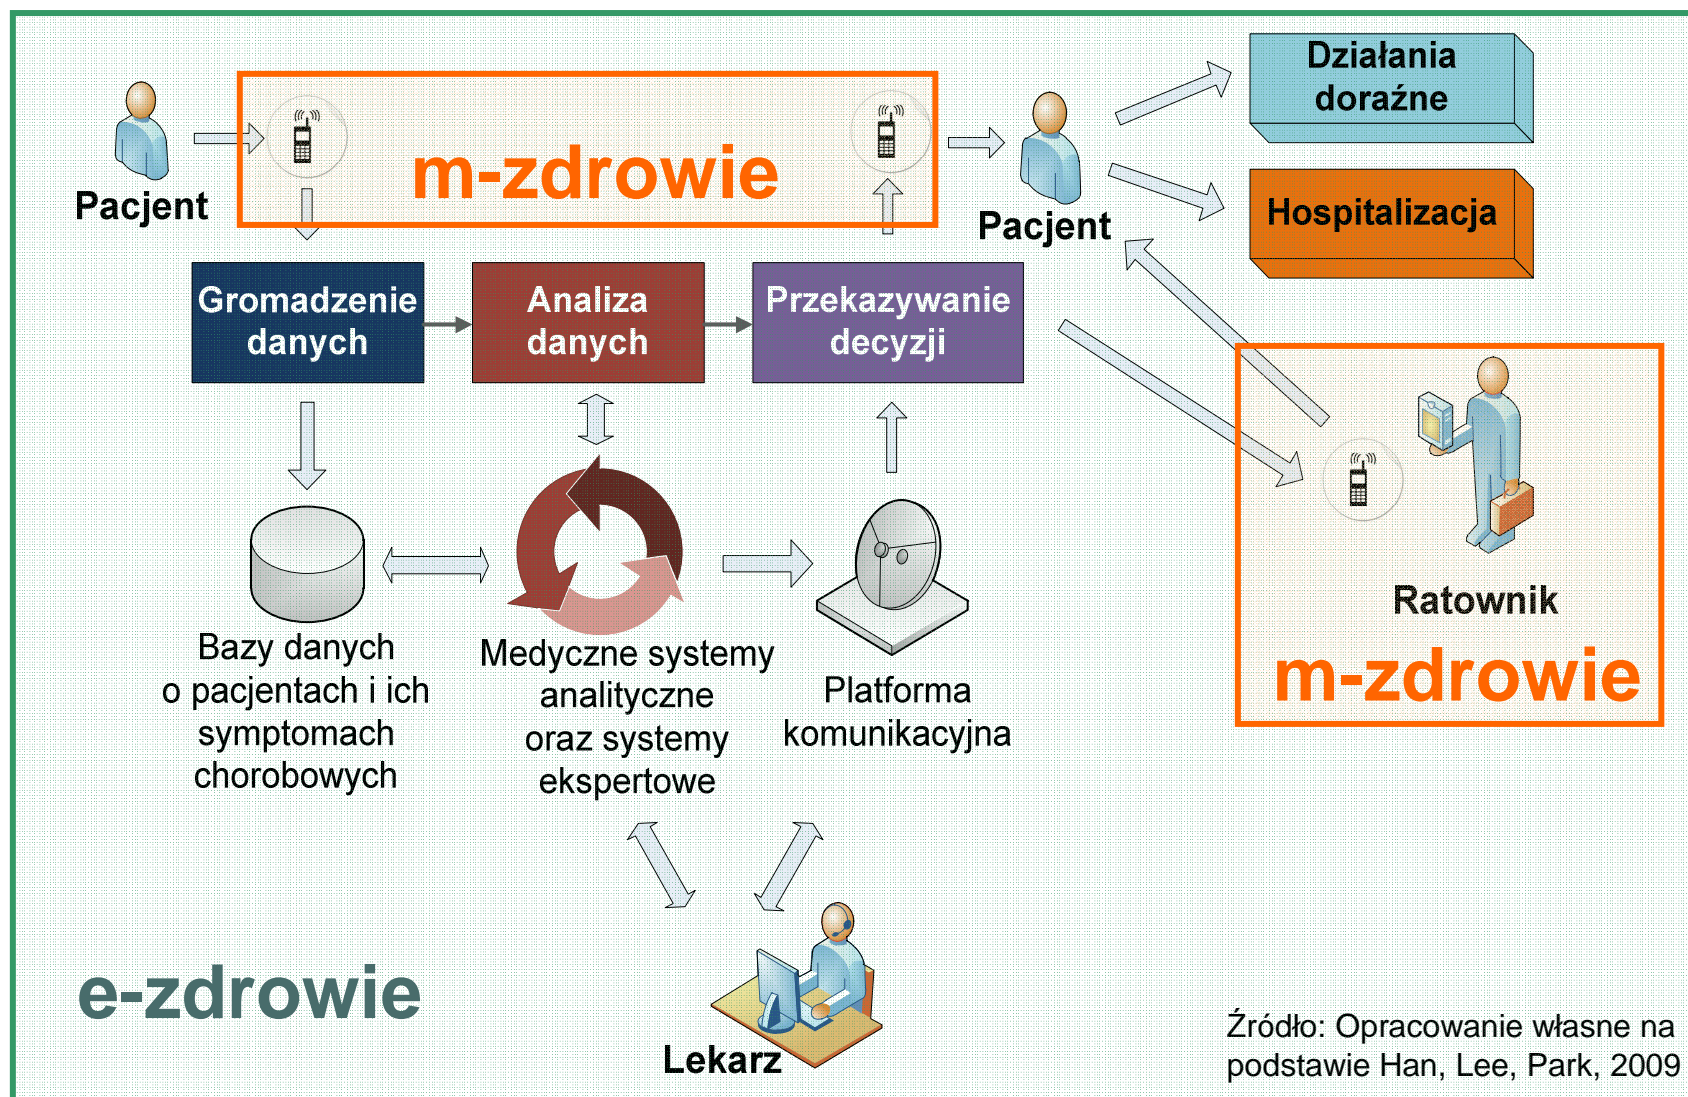 Działania
doraźne
Pacjent
m-zdrowie
Pacjent
Hospitalizacja
Gromadzenie
danych
Analiza
danych
Przekazywanie
decyzji
Bazy danych
o pacjentach i ich
symptomach
chorobowych
Medyczne systemy
analityczne
oraz systemy
ekspertowe
Platforma
komunikacyjna
Ratownik
m-zdrowie
e-zdrowie
Lekarz
Źródło: Opracowanie własne na
podstawie Han, Lee, Park, 2009